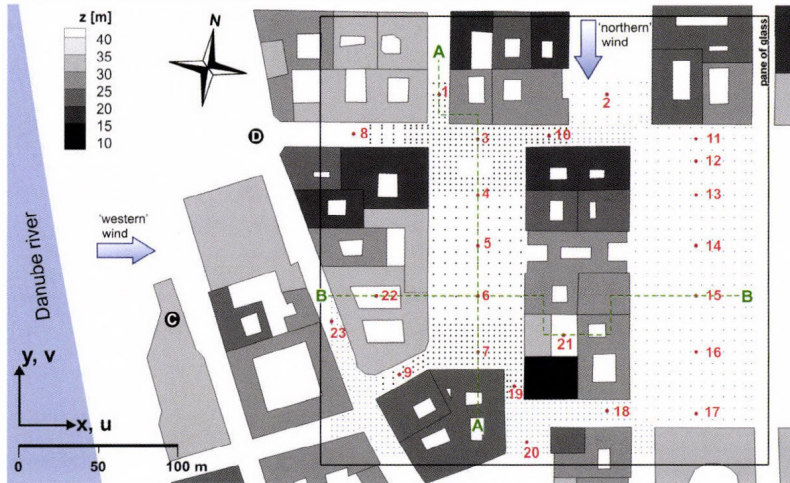 z [m]
40
35
30
25
20
15
10
N
A
'northern'
wind
pane of glass
1
2
D
8
3
10
11
12
4
13
'western'
wind
5
14
Danube river
B
22
6
15
B
C
23
21
7
16
9
19
y, v
18
17
x, u
A
20
0
50
100 m